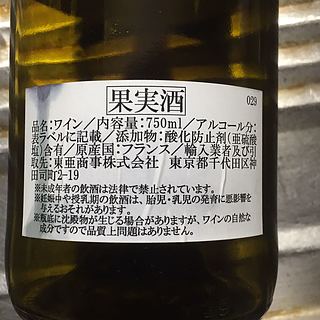 果実酒
029
品名:ワイン／内容量:750ml／アルコール分:
表ラベルに記載／添加物:酸化防止剤(亜硫酸
塩)含有／原産国:フランス／輸入業者及び引
取先:東亜商事株式会社 東京都千代田区神
田司町2-19
※未成年者の飲酒は法律で禁止されています。
※妊娠中や授乳期の飲酒は、胎児・乳児の発育に悪影響を
与えるおそれがあります。
※瓶底に沈殿物が生じる場合がありますが、ワインの自然な
成分ですので品質上問題はありません。